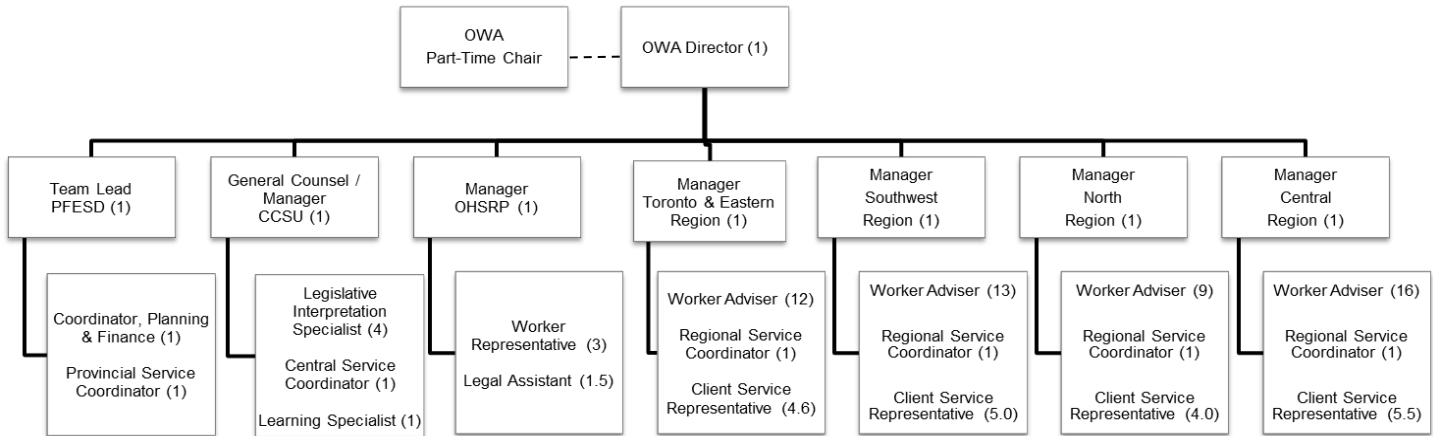 OWA
Part-Time Chair
OWA Director (1)
Team Lead
PFESD (1)
General Counsel /
Manager
CCSU (1)
Manager
OHSRP (1)
Manager
Toronto & Eastern
Region (1)
Manager
Southwest
Region (1)
Manager
North
Region (1)
Manager
Central
Region (1)
Coordinator, Planning
& Finance (1)
Provincial Service
Coordinator (1)
Legislative
Interpretation
Specialist (4)
Central Service
Coordinator (1)
Learning Specialist (1)
Worker
Representative (3)
Legal Assistant (1.5)
Worker Adviser (12)
Regional Service
Coordinator (1)
Client Service
Representative (4.6)
Worker Adviser (13)
Regional Service
Coordinator (1)
Client Service
Representative (5.0)
Worker Adviser (9)
Regional Service
Coordinator (1)
Client Service
Representative (4.0)
Worker Adviser (16)
Regional Service
Coordinator (1)
Client Service
Representative (5.5)